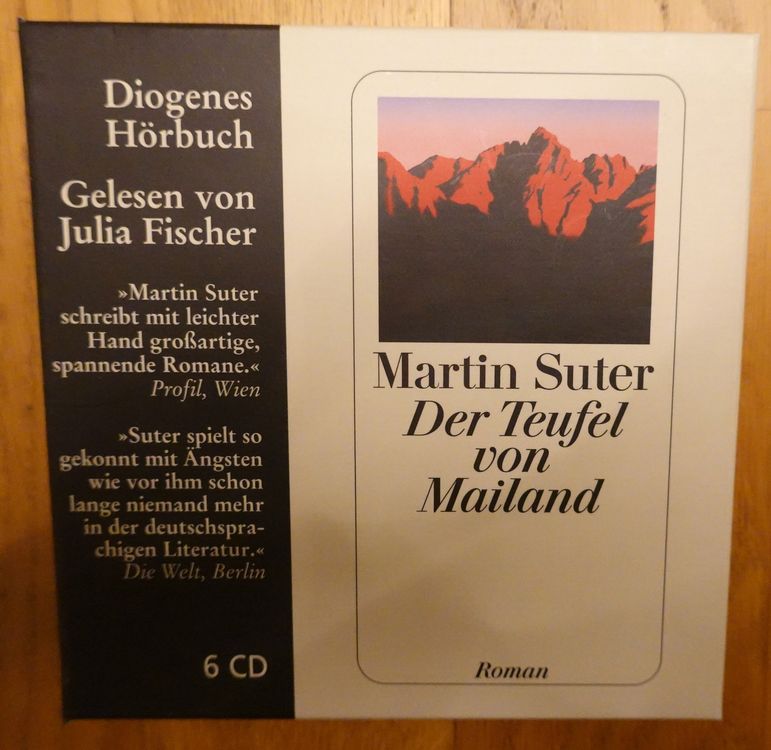 Diogenes
Hörbuch
Gelesen von
Julia Fischer
»Martin Suter
schreibt mit leichter
Hand großartige,
spannende Romane.«
Profil, Wien
»Suter spielt so
gekonnt mit Ängsten
wie vor ihm schon
lange niemand mehr
in der deutschspra-
chigen Literatur.«
Die Welt, Berlin
6 CD
Martin Suter
Der Teufel
von
Mailand
Roman